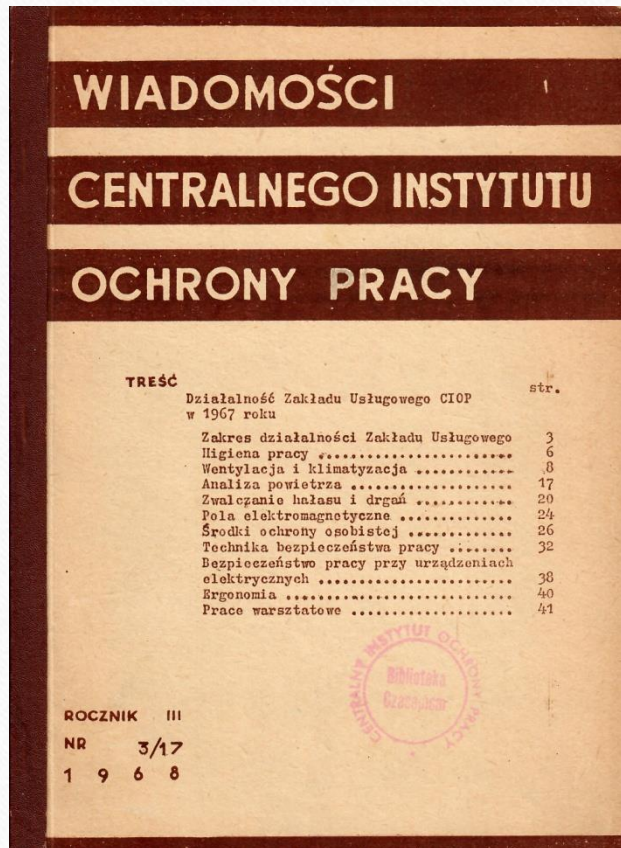 WIADOMOŚCI
CENTRALNEGO INSTYTUTU
OCHRONY PRACY
TREŚĆ
str.
Działalność Zakładu Usługowego CIOP
w 1967 roku
Zakres działalności Zakładu Usługowego 3
Higiena pracy ........................ 6
Wentylacja i klimatyzacja ............ 8
Analiza powietrza .................... 17
Zwalczanie hałasu i drgań ............ 20
Pola elektromagnetyczne .............. 24
Środki ochrony osobistej ............. 26
Technika bezpieczeństwa pracy ........ 32
Bezpieczeństwo pracy przy urządzeniach
elektrycznych ........................ 38
Ergonomia ............................ 40
Prace warsztatowe .................... 41
CENTRALNY INSTYTUT OCHRONY PRACY
Biblioteka
Czasopism
ROCZNIK III
NR 3/17
1968